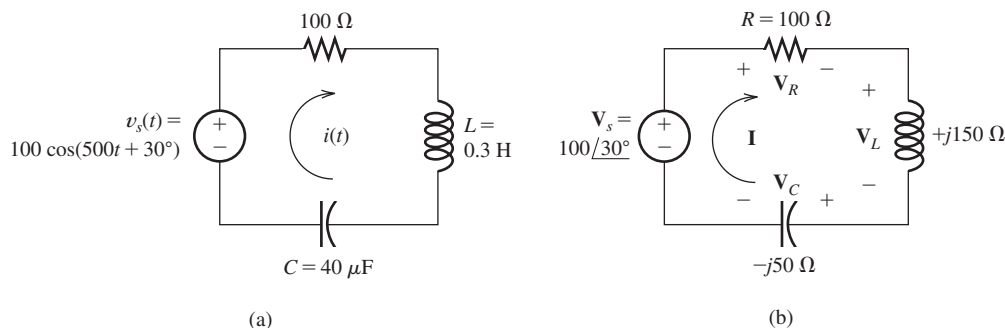 100 Ω
v_s(t) =
100 cos(500t + 30°)
+
−
i(t)
L =
0.3 H
C = 40 μF
(a)
R = 100 Ω
+ V_R −
V_s =
100∠30°
+
−
I
+
V_L
−
+j150 Ω
− V_C +
−j50 Ω
(b)